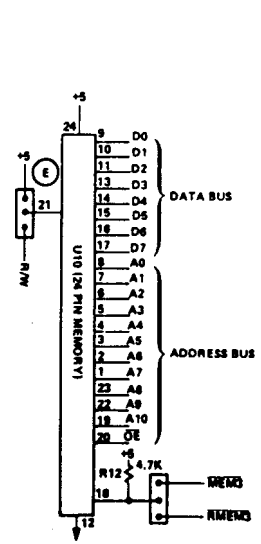 +5
24
+5
E
21
R/W
U10 (24 PIN MEMORY)
9 D0
10 D1
11 D2
13 D3
14 D4
15 D5
16 D6
17 D7
DATA BUS
8 A0
7 A1
6 A2
5 A3
4 A4
3 A5
2 A6
1 A7
23 A8
22 A9
19 A10
20 O̅E̅
ADDRESS BUS
+5
R12 4.7K
18
M̅E̅M̅3̅
R̅M̅E̅M̅3̅
12